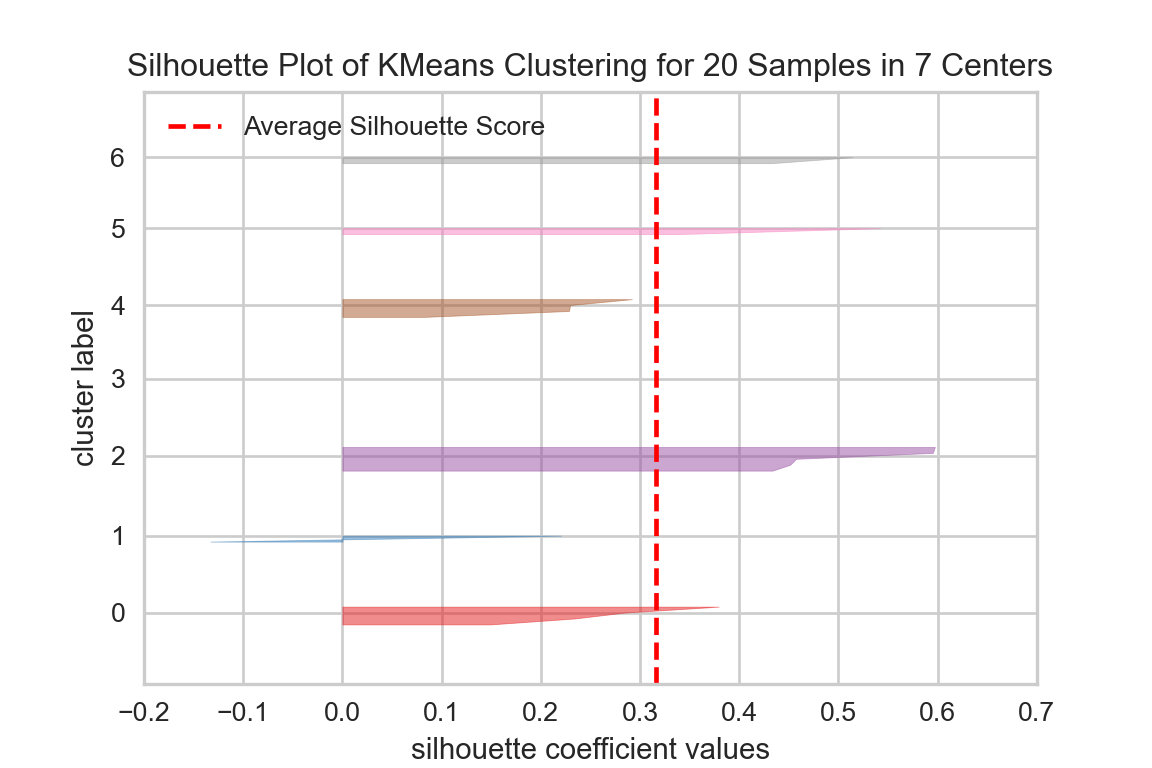 Silhouette Plot of KMeans Clustering for 20 Samples in 7 Centers
Average Silhouette Score
6
5
4
3
2
1
0
cluster label
−0.2 −0.1 0.0 0.1 0.2 0.3 0.4 0.5 0.6 0.7
silhouette coefficient values